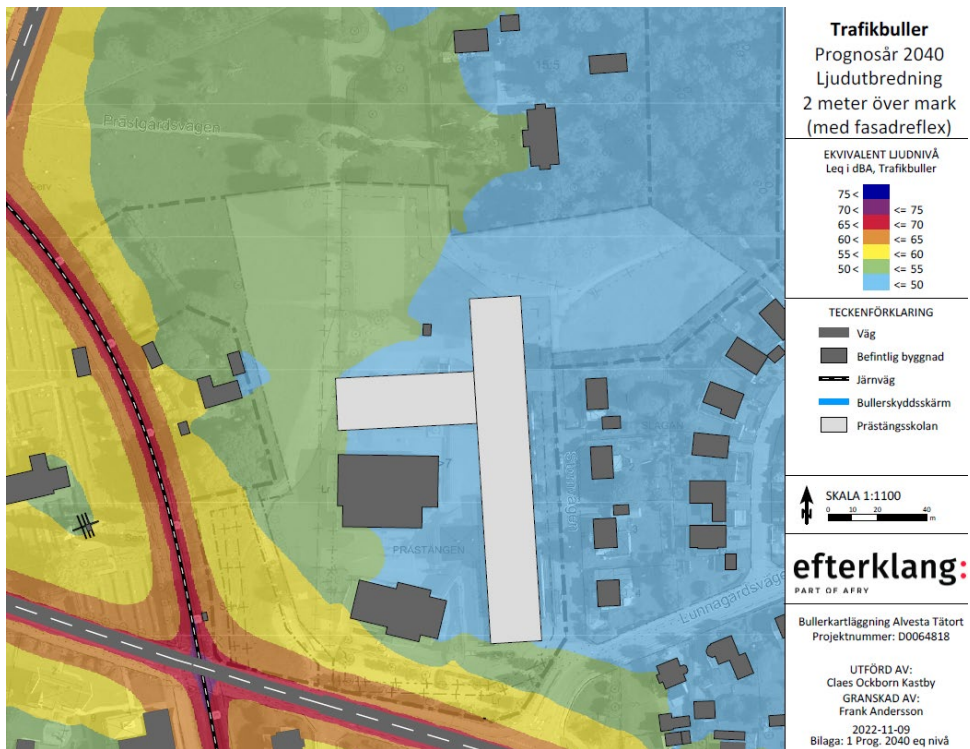 Trafikbuller
Prognosår 2040
Ljudutbredning
2 meter över mark
(med fasadreflex)
EKVIVALENT LJUDNIVÅ
Leq i dBA, Trafikbuller
75 <
70 < <= 75
65 < <= 70
60 < <= 65
55 < <= 60
50 < <= 55
<= 50
TECKENFÖRKLARING
Väg
Befintlig byggnad
Järnväg
Bullerskyddsskärm
Prästängsskolan
N
SKALA 1:1100
0 10 20 40
m
efterklang:
PART OF AFRY
Bullerkartläggning Alvesta Tätort
Projektnummer: D0064818
UTFÖRD AV:
Claes Ockborn Kastby
GRANSKAD AV:
Frank Andersson
2022-11-09
Bilaga: 1 Prog. 2040 eq nivå
Prästgårdsvägen
PRÄSTÄNGEN
Lunnagårdsväge